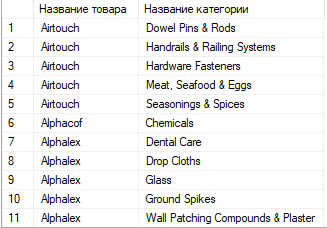 Название товара Название категории
1 Airtouch Dowel Pins & Rods
2 Airtouch Handrails & Railing Systems
3 Airtouch Hardware Fasteners
4 Airtouch Meat, Seafood & Eggs
5 Airtouch Seasonings & Spices
6 Alphacof Chemicals
7 Alphalex Dental Care
8 Alphalex Drop Cloths
9 Alphalex Glass
10 Alphalex Ground Spikes
11 Alphalex Wall Patching Compounds & Plaster